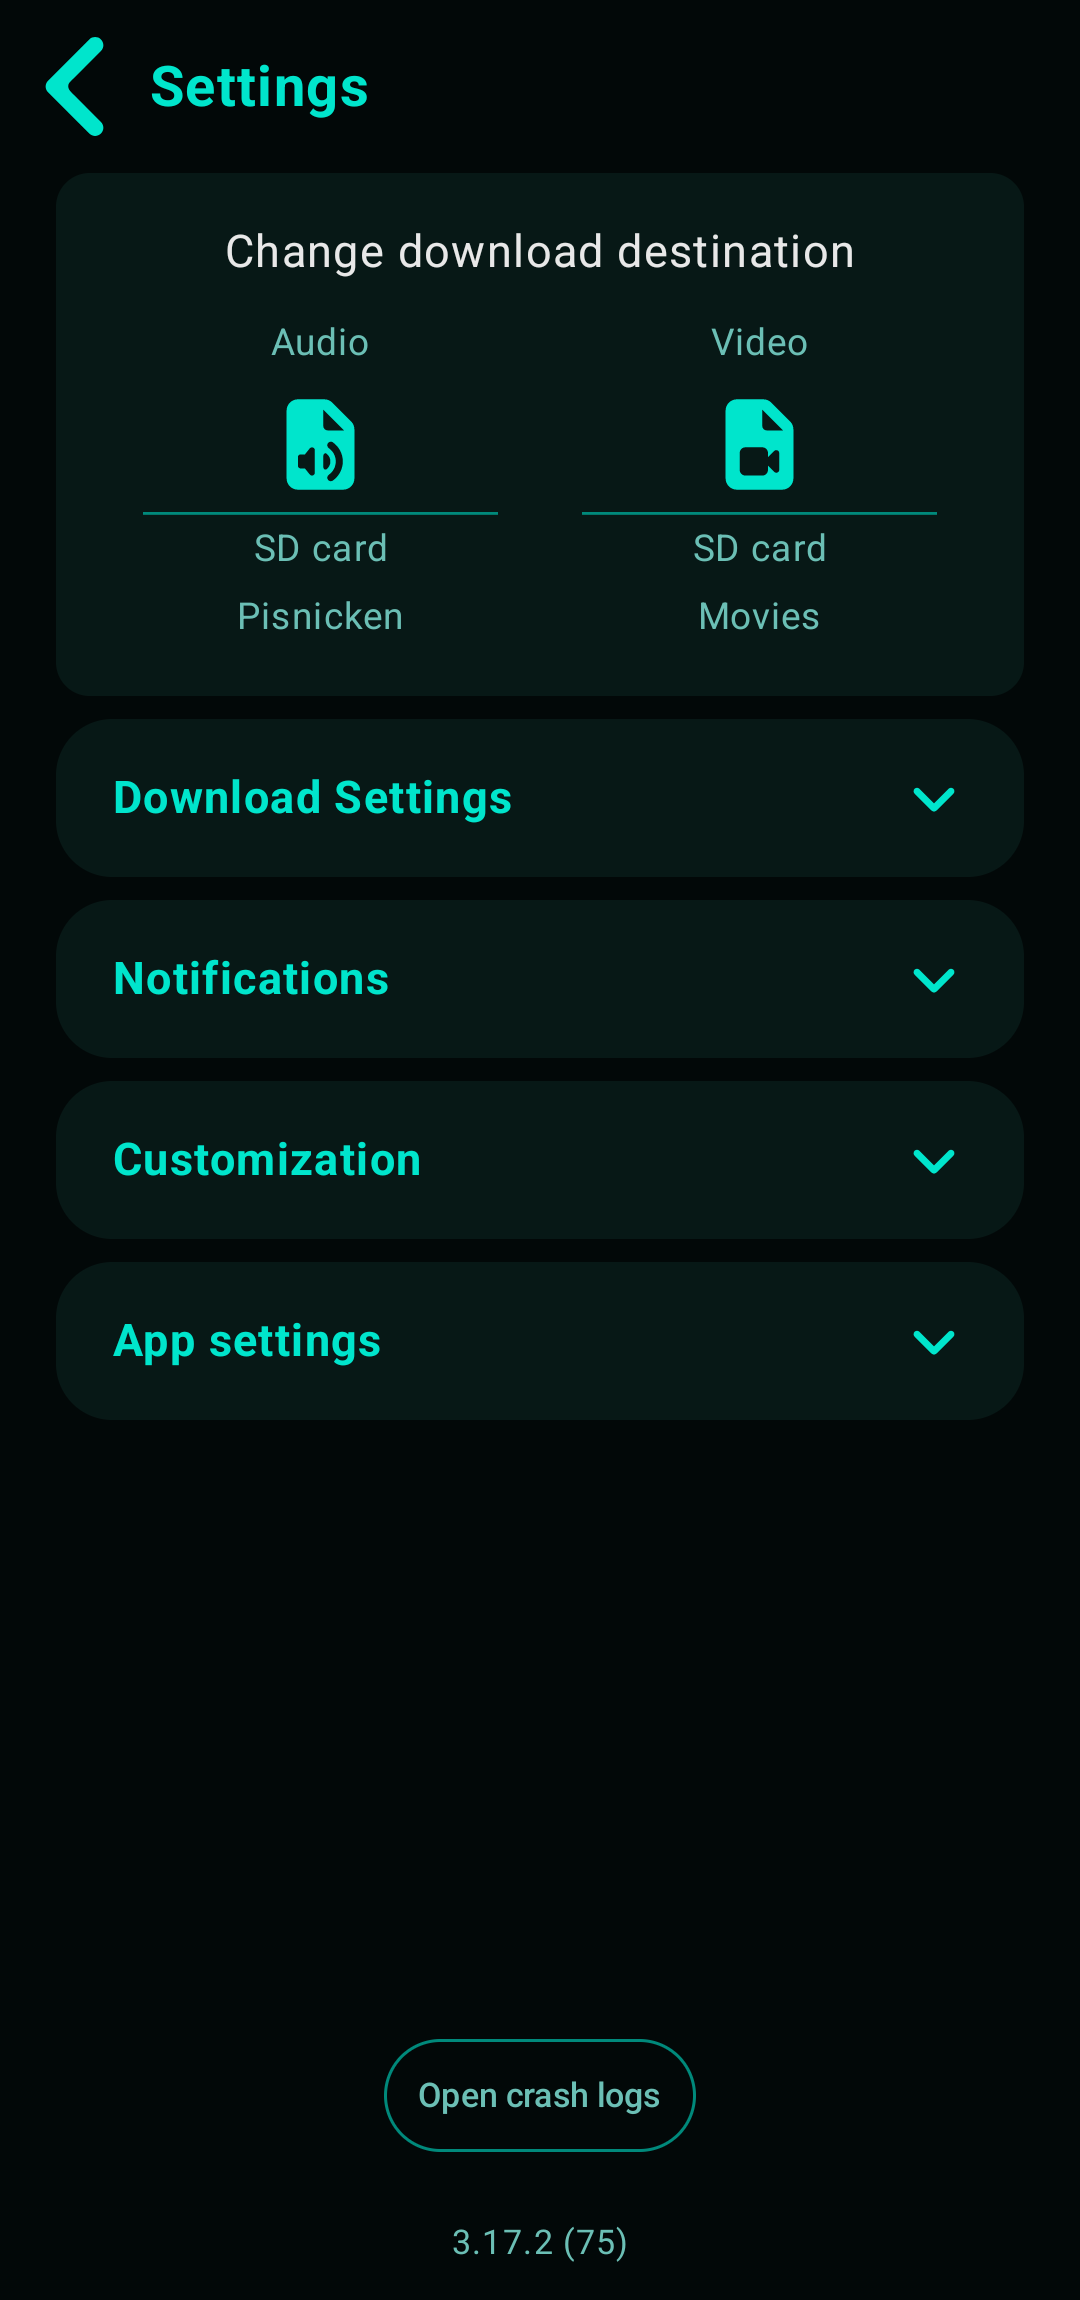 Settings
Change download destination
Audio
Video
SD card
SD card
Pisnicken
Movies
Download Settings
Notifications
Customization
App settings
Open crash logs
3.17.2 (75)